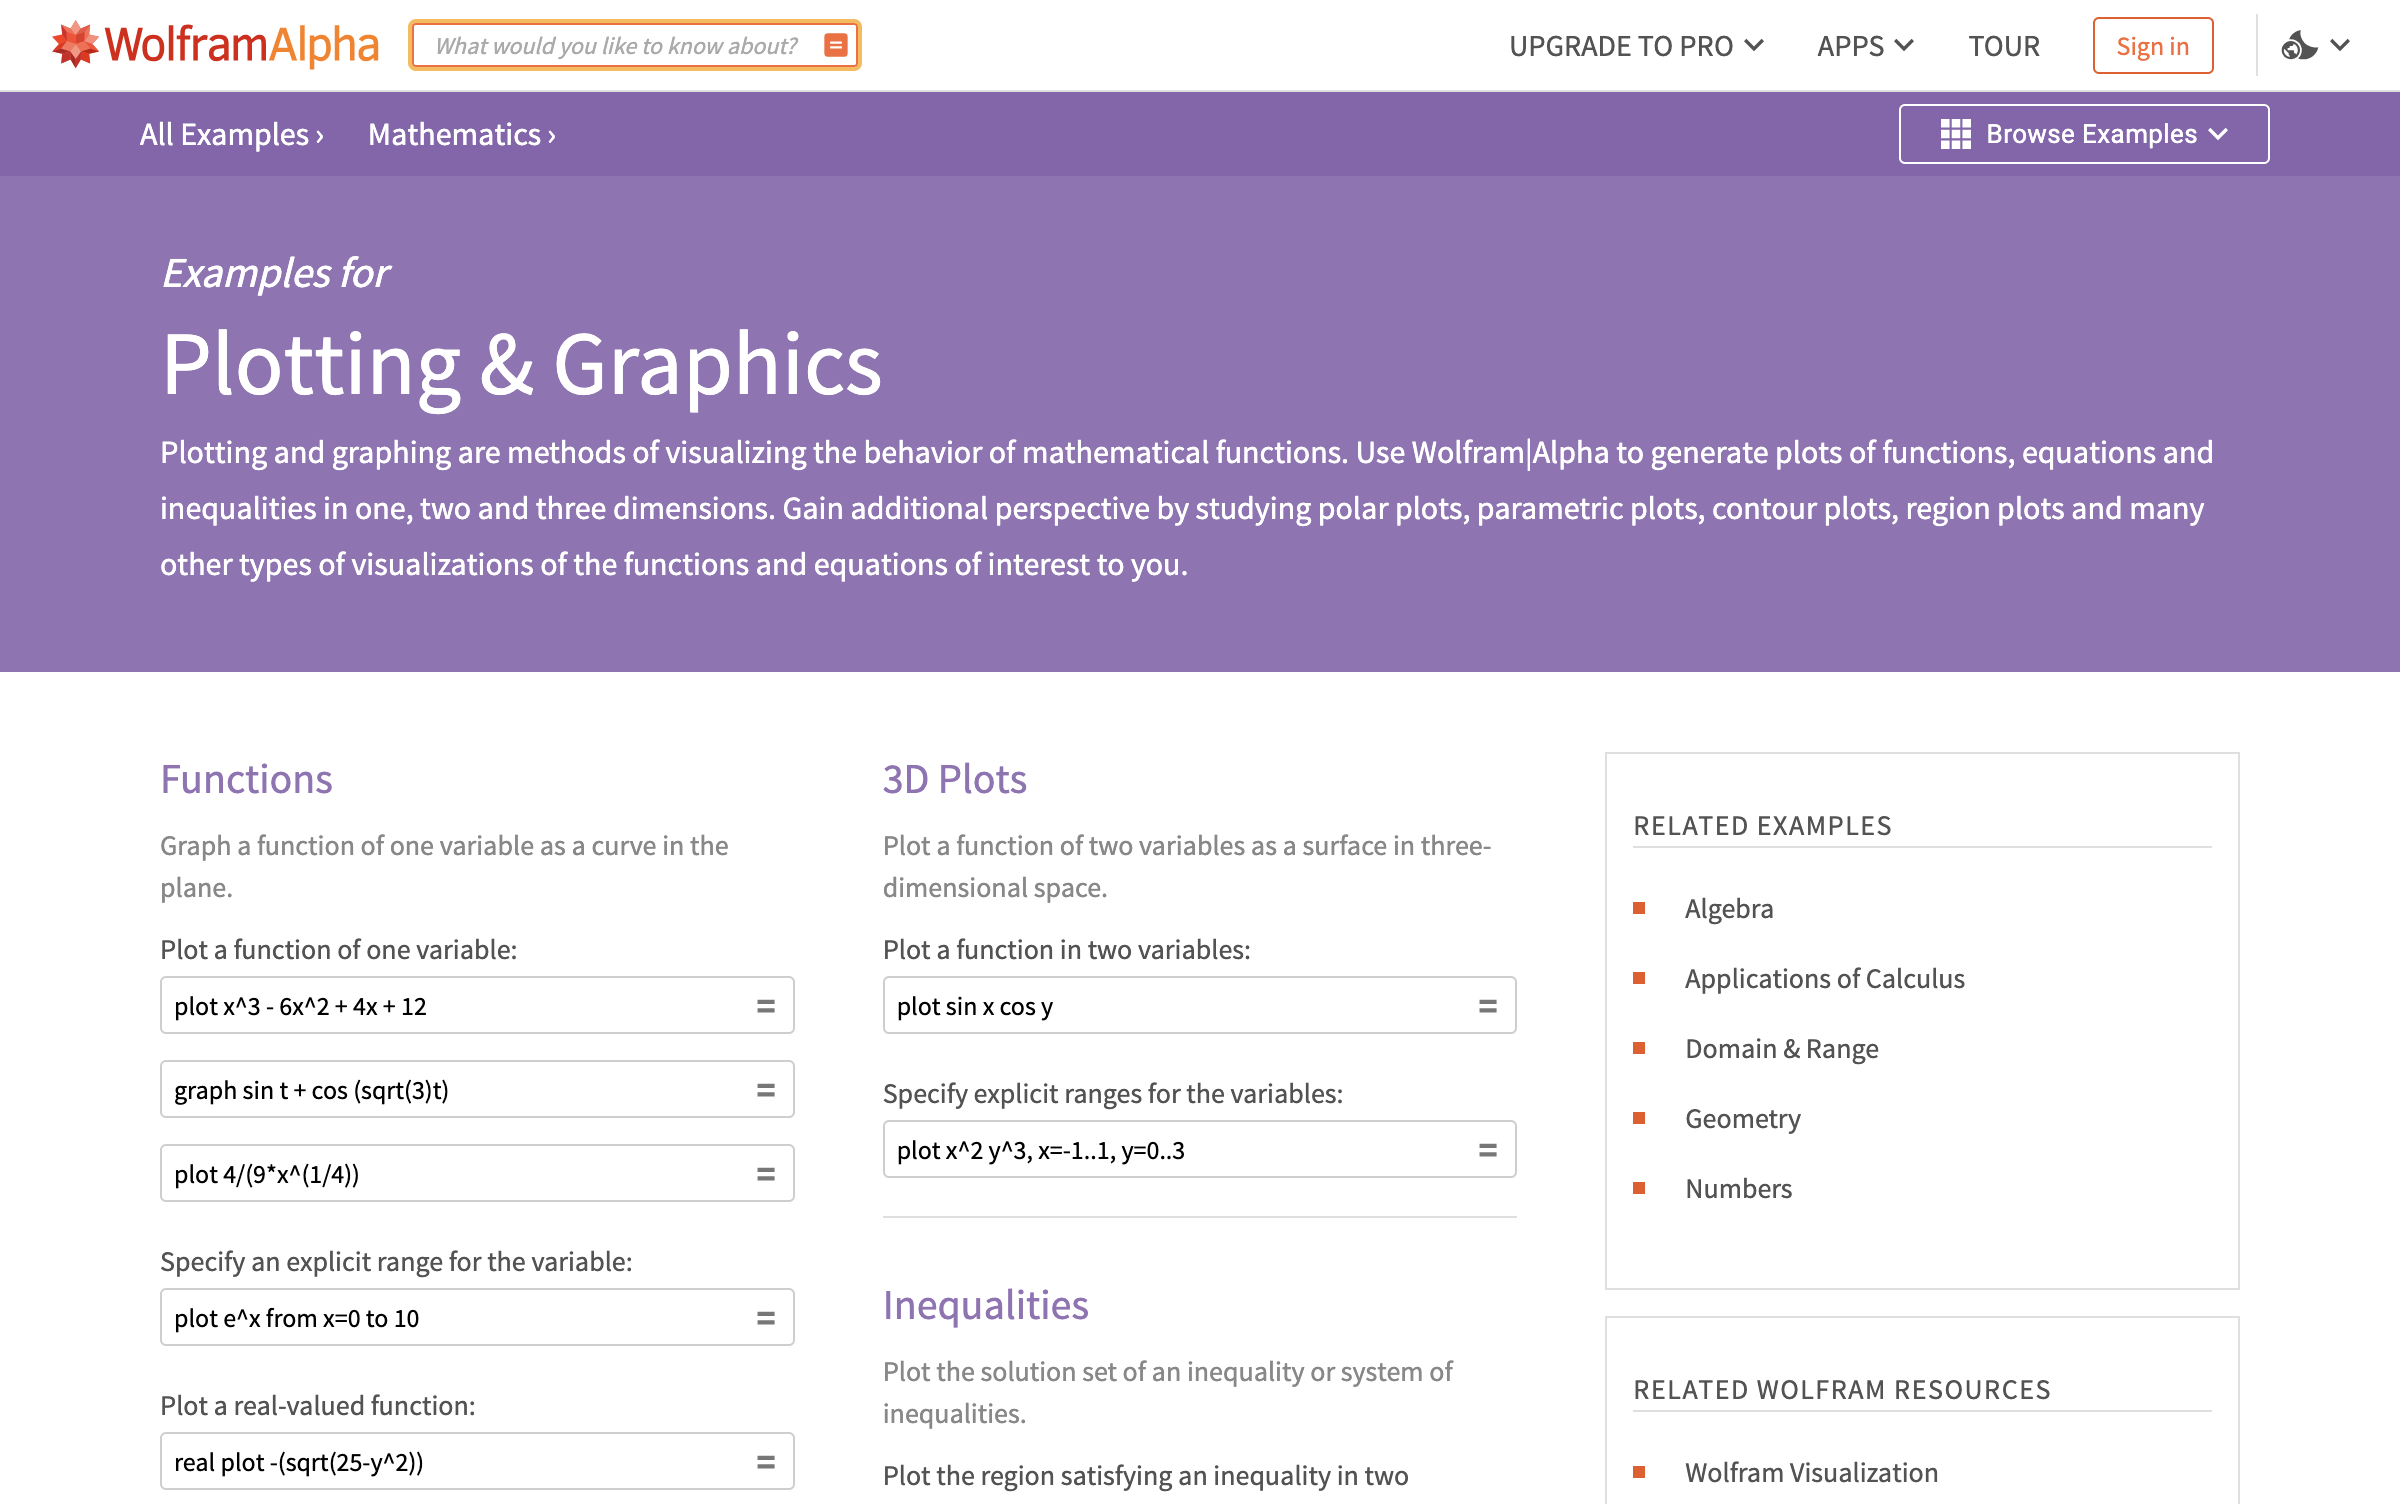 WolframAlpha
What would you like to know about?
UPGRADE TO PRO
APPS
TOUR
Sign in
All Examples ›
Mathematics ›
Browse Examples
Examples for
Plotting & Graphics
Plotting and graphing are methods of visualizing the behavior of mathematical functions. Use Wolfram|Alpha to generate plots of functions, equations and
inequalities in one, two and three dimensions. Gain additional perspective by studying polar plots, parametric plots, contour plots, region plots and many
other types of visualizations of the functions and equations of interest to you.
Functions
Graph a function of one variable as a curve in the
plane.
Plot a function of one variable:
plot x^3 - 6x^2 + 4x + 12
graph sin t + cos (sqrt(3)t)
plot 4/(9*x^(1/4))
Specify an explicit range for the variable:
plot e^x from x=0 to 10
Plot a real-valued function:
real plot -(sqrt(25-y^2))
3D Plots
Plot a function of two variables as a surface in three-
dimensional space.
Plot a function in two variables:
plot sin x cos y
Specify explicit ranges for the variables:
plot x^2 y^3, x=-1..1, y=0..3
Inequalities
Plot the solution set of an inequality or system of
inequalities.
Plot the region satisfying an inequality in two
RELATED EXAMPLES
Algebra
Applications of Calculus
Domain & Range
Geometry
Numbers
RELATED WOLFRAM RESOURCES
Wolfram Visualization